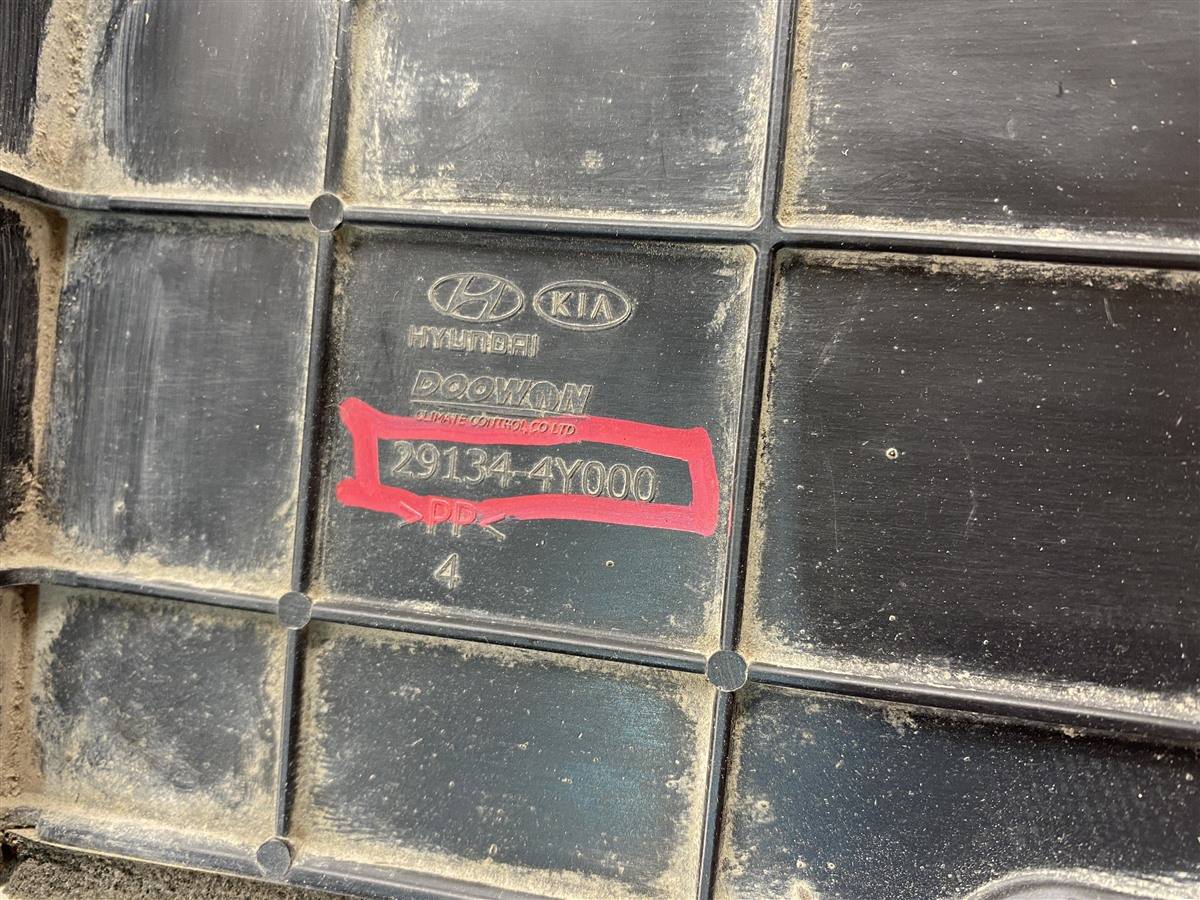 KIA
HYUNDAI
DOOWON
CLIMATE CONTROL CO LTD
29134-4Y000
>PP<
4